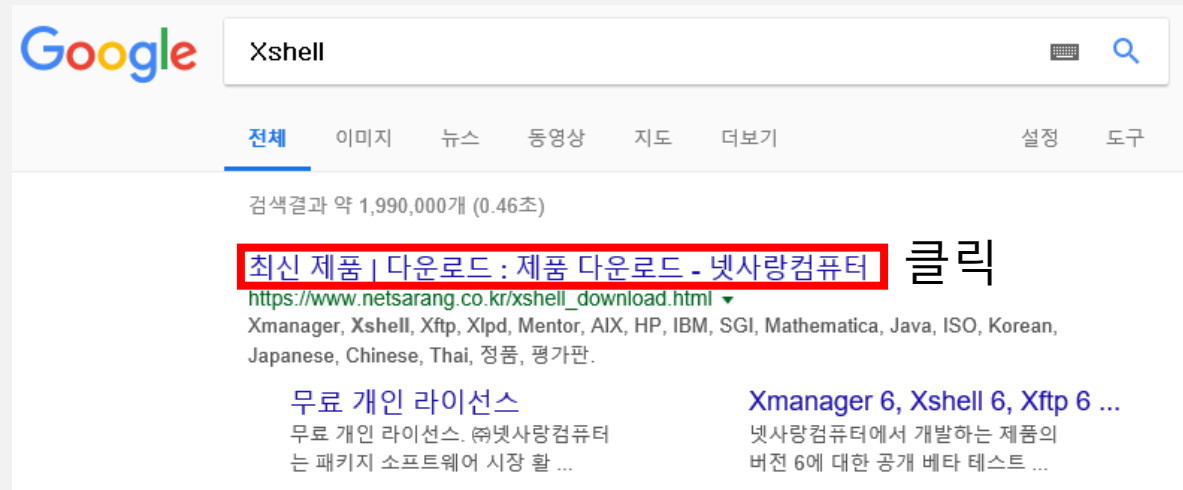 Google
Xshell
전체 이미지 뉴스 동영상 지도 더보기 설정 도구
검색결과 약 1,990,000개 (0.46초)
최신 제품 | 다운로드 : 제품 다운로드 - 넷사랑컴퓨터 클릭
https://www.netsarang.co.kr/xshell_download.html
Xmanager, Xshell, Xftp, Xlpd, Mentor, AIX, HP, IBM, SGI, Mathematica, Java, ISO, Korean,
Japanese, Chinese, Thai, 정품, 평가판.
무료 개인 라이선스
무료 개인 라이선스. ㈜넷사랑컴퓨터
는 패키지 소프트웨어 시장 활 ...
Xmanager 6, Xshell 6, Xftp 6 ...
넷사랑컴퓨터에서 개발하는 제품의
버전 6에 대한 공개 베타 테스트 ...